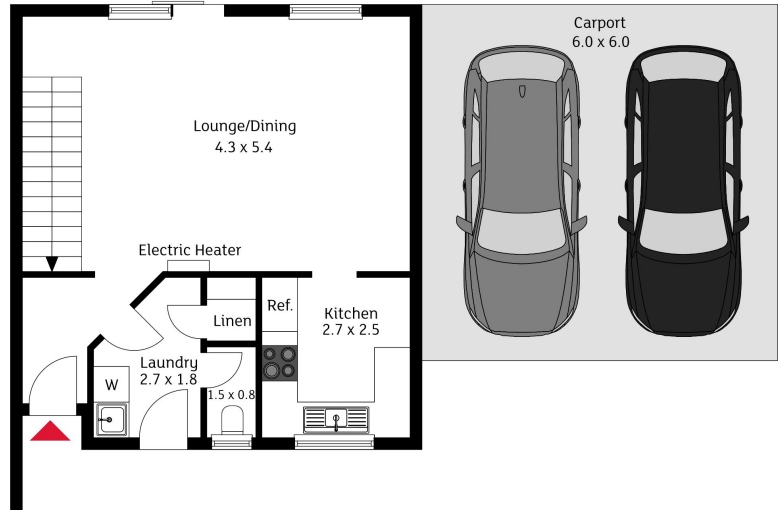 Carport
6.0 x 6.0
Lounge/Dining
4.3 x 5.4
Electric Heater
Ref.
Linen
Kitchen
2.7 x 2.5
Laundry
2.7 x 1.8
W
1.5 x 0.8